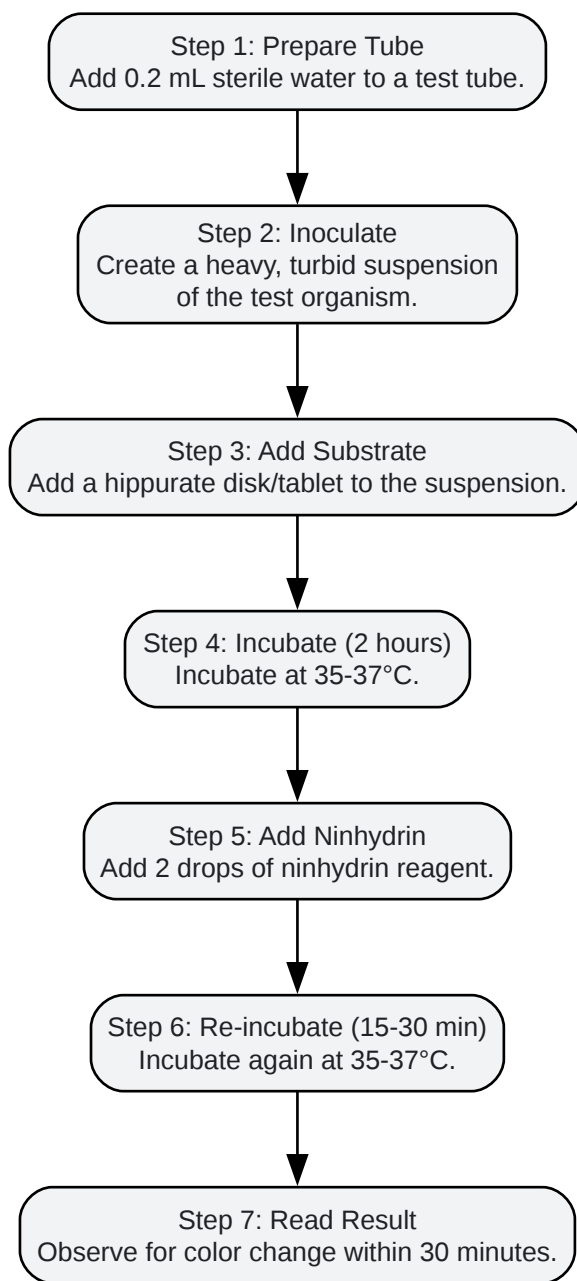 Step 1: Prepare Tube
Add 0.2 mL sterile water to a test tube.
Step 2: Inoculate
Create a heavy, turbid suspension
of the test organism.
Step 3: Add Substrate
Add a hippurate disk/tablet to the suspension.
Step 4: Incubate (2 hours)
Incubate at 35-37°C.
Step 5: Add Ninhydrin
Add 2 drops of ninhydrin reagent.
Step 6: Re-incubate (15-30 min)
Incubate again at 35-37°C.
Step 7: Read Result
Observe for color change within 30 minutes.